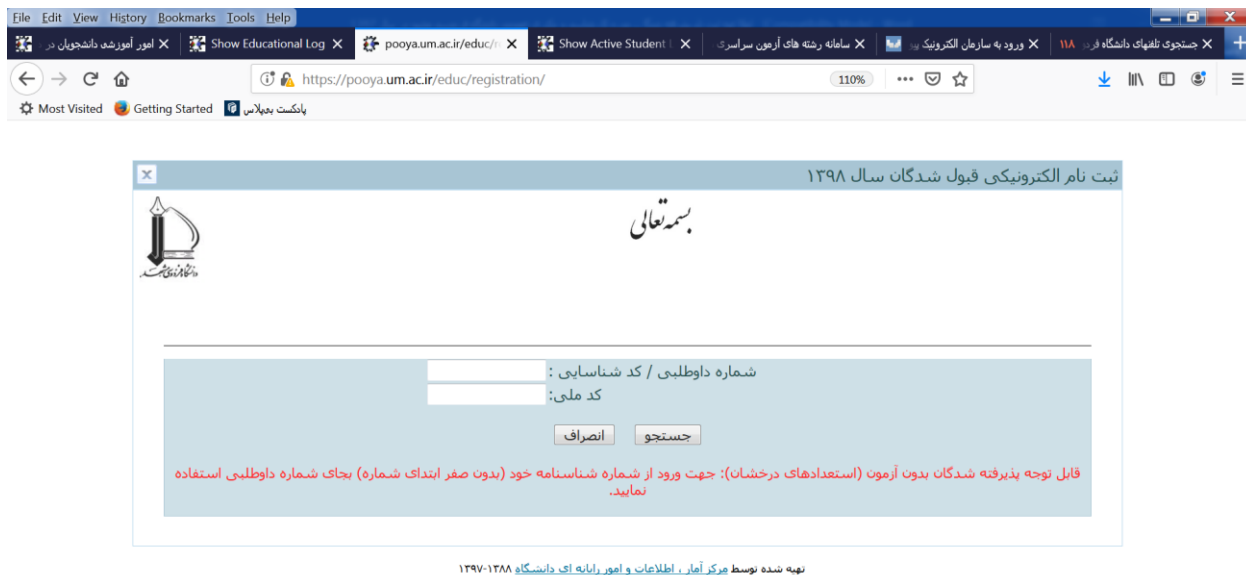 File Edit View History Bookmarks Tools Help
امور آموزشی دانشجویان در
Show Educational Log
pooya.um.ac.ir/educ/r
Show Active Student
سامانه رشته های آزمون سراسری
ورود به سازمان الکترونیک
۱۱۸ جستجوی تلفنهای دانشگاه فردو
https://pooya.um.ac.ir/educ/registration/
110%
Most Visited Getting Started
ثبت نام الکترونیکی قبول شدگان سال ۱۳۹۸
بسمه تعالی
دانشگاه فردوسی مشهد
شماره داوطلبی / کد شناسایی :
کد ملی:
جستجو انصراف
قابل توجه پذیرفته شدگان بدون آزمون (استعدادهای درخشان): جهت ورود از شماره شناسنامه خود (بدون صفر ابتدای شماره) بجای شماره داوطلبی استفاده
نمایید.
تهیه شده توسط مرکز آمار ، اطلاعات و امور رایانه ای دانشگاه ۱۳۸۸-۱۳۹۷